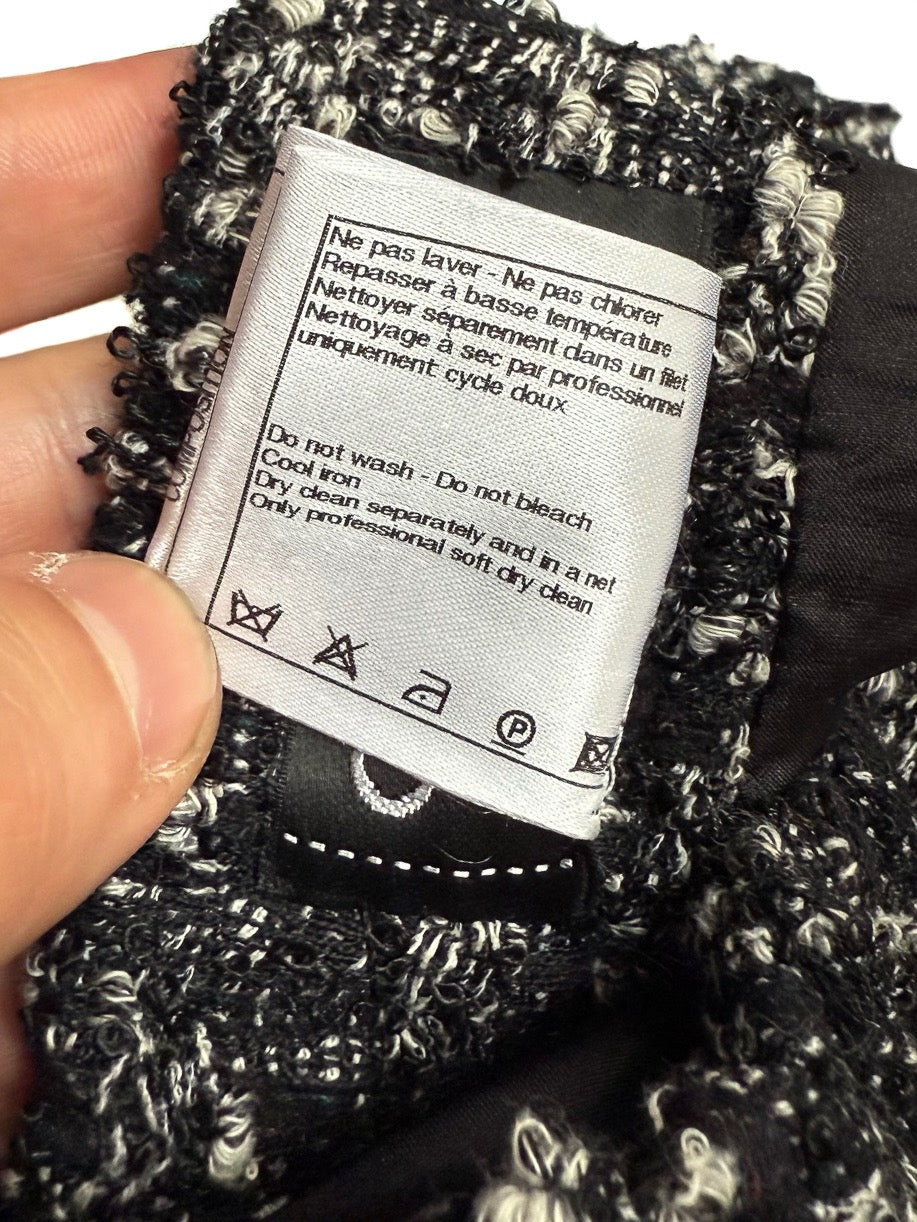 Ne pas laver - Ne pas chlorer
Repasser à basse température
Nettoyer séparement dans un filet
Nettoyage à sec par professionnel
uniquement: cycle doux
Do not wash - Do not bleach
Cool iron
Dry clean separately and in a net
Only professional soft dry clean
P
COMPOSITION